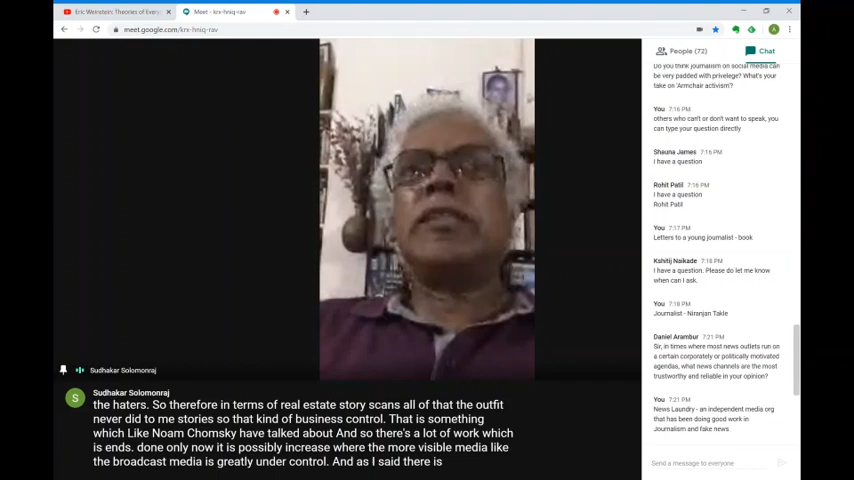 Eric Weinstein: Theories of Every
Meet - krx-hniq-rav
meet.google.com/krx-hniq-rav
People (72)
Chat
Do you think journalism on social media can
be very padded with privelege? What's your
take on 'Armchair activism'?
You 7:16 PM
others who can't or don't want to speak, you
can type your question directly
Shauna James 7:16 PM
I have a question
Rohit Patil 7:16 PM
I have a question
Rohit Patil
You 7:17 PM
Letters to a young journalist - book
Kshitij Naikade 7:18 PM
I have a question. Please do let me know
when can I ask.
You 7:18 PM
Journalist - Niranjan Takle
Daniel Arambur 7:21 PM
Sir, in times where most news outlets run on
a certain corporately or politically motivated
agendas, what news channels are the most
trustworthy and reliable in your opinion?
You 7:21 PM
News Laundry - an independent media org
that has been doing good work in
Journalism and fake news
Send a message to everyone
Sudhakar Solomonraj
S
Sudhakar Solomonraj
the haters. So therefore in terms of real estate story scans all of that the outfit
never did to me stories so that kind of business control. That is something
which Like Noam Chomsky have talked about And so there's a lot of work which
is ends. done only now it is possibly increase where the more visible media like
the broadcast media is greatly under control. And as I said there is